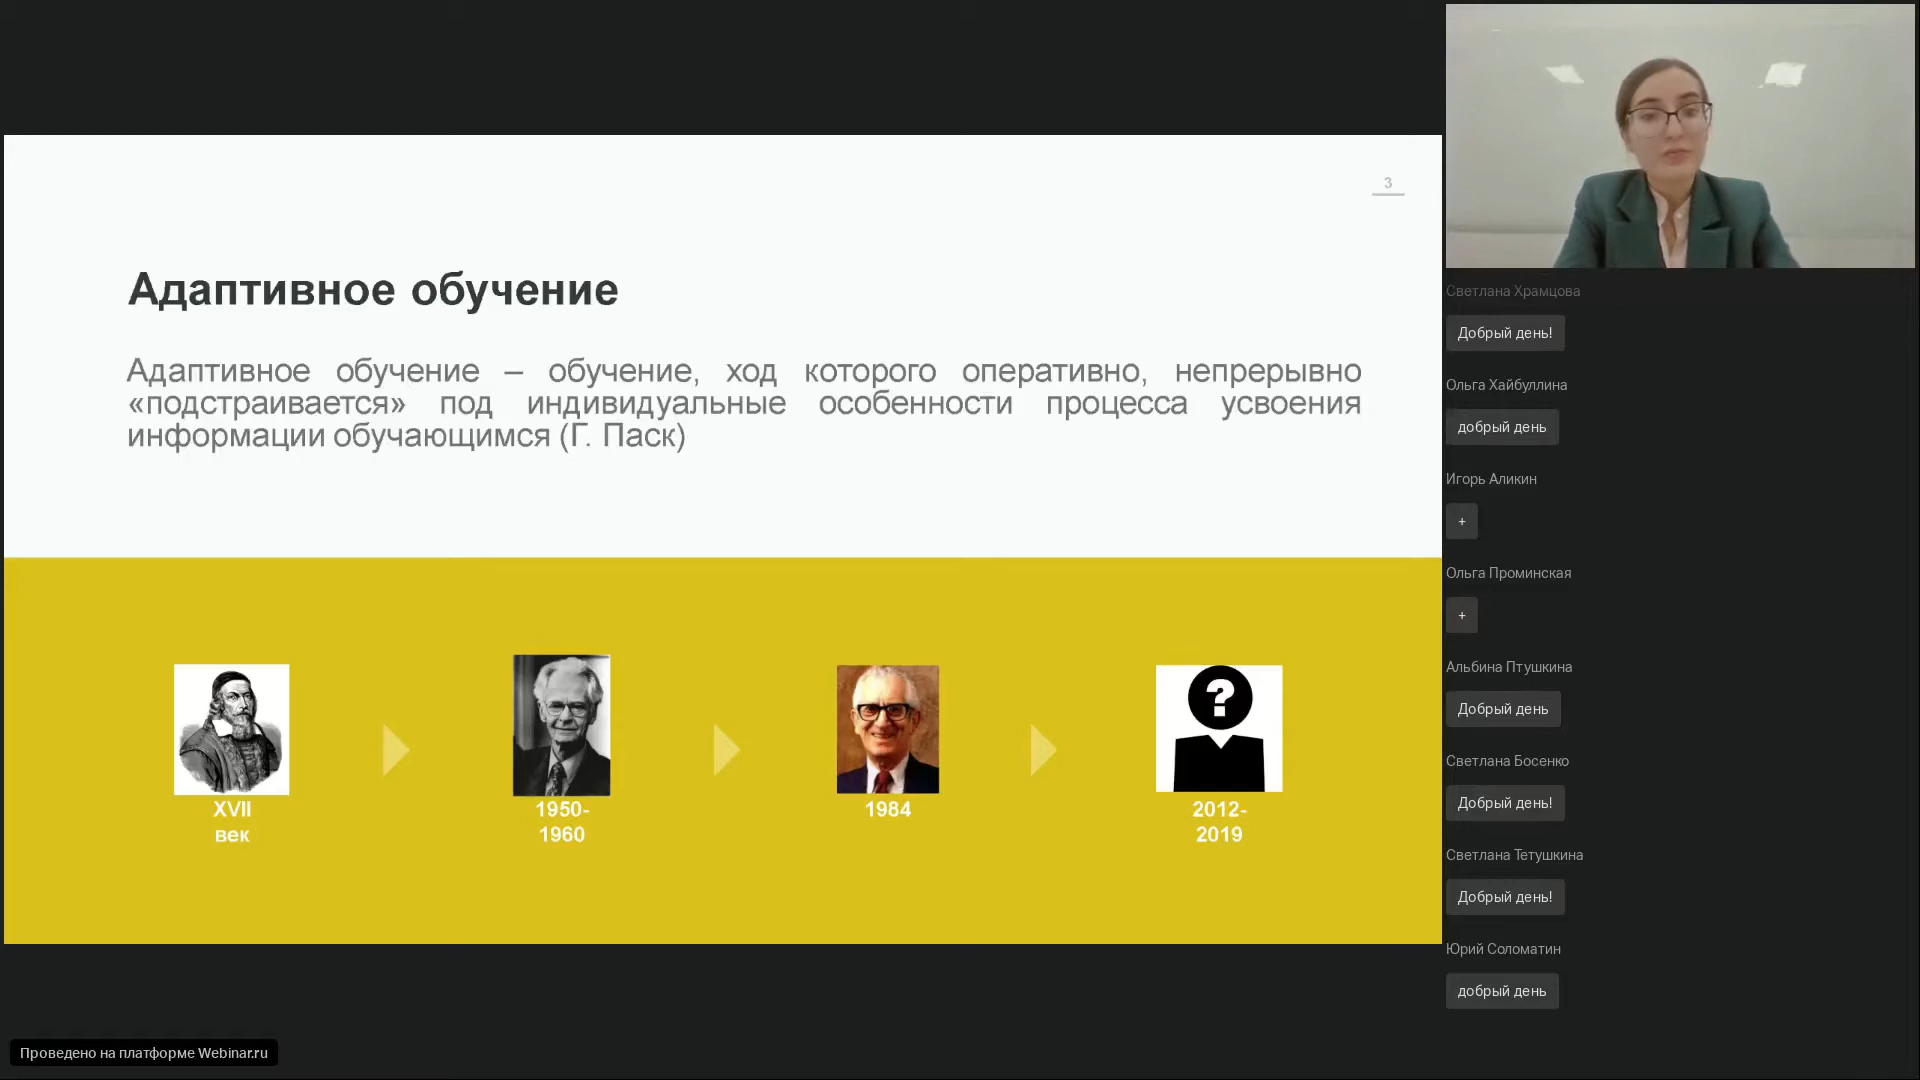 3
Адаптивное обучение
Адаптивное обучение – обучение, ход которого оперативно, непрерывно
«подстраивается» под индивидуальные особенности процесса усвоения
информации обучающимся (Г. Паск)
XVII
век
1950-
1960
1984
?
2012-
2019
Светлана Храмцова
Добрый день!
Ольга Хайбуллина
добрый день
Игорь Аликин
+
Ольга Проминская
+
Альбина Птушкина
Добрый день
Светлана Босенко
Добрый день!
Светлана Тетушкина
Добрый день!
Юрий Соломатин
добрый день
Проведено на платформе Webinar.ru